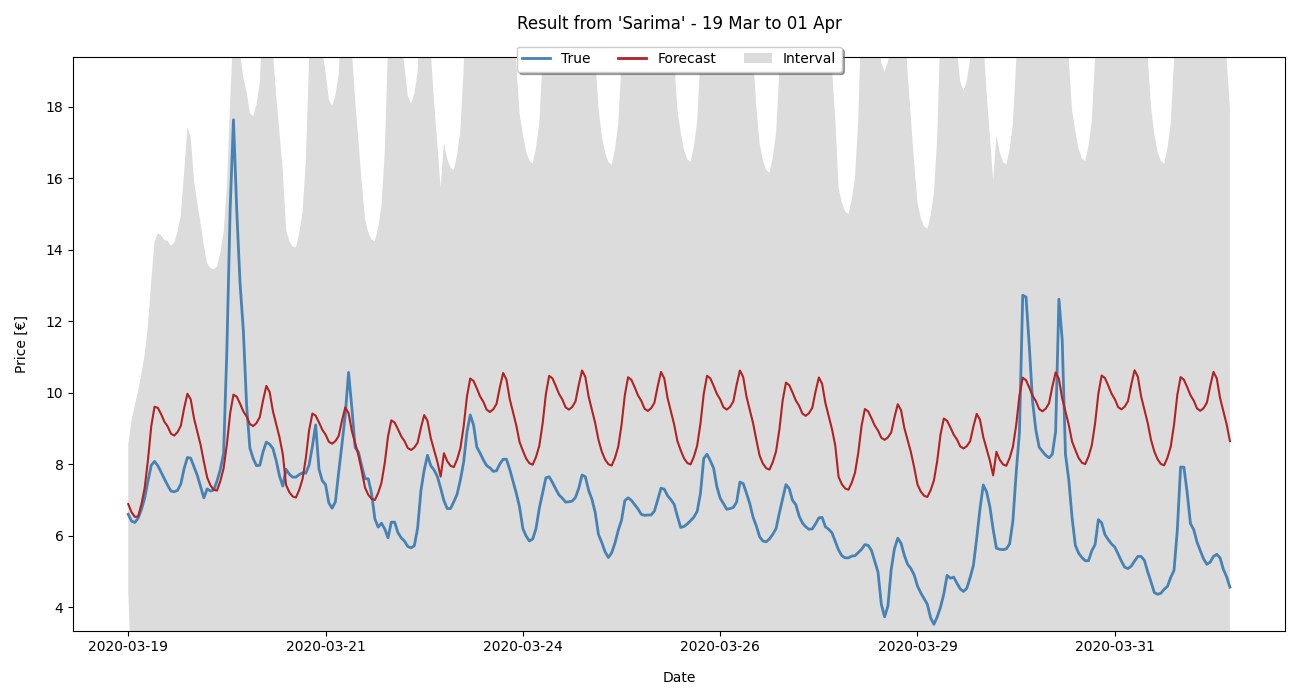 Result from 'Sarima' - 19 Mar to 01 Apr
True Forecast Interval
18
16
14
12
10
8
6
4
Price [€]
2020-03-19 2020-03-21 2020-03-24 2020-03-26 2020-03-29 2020-03-31
Date